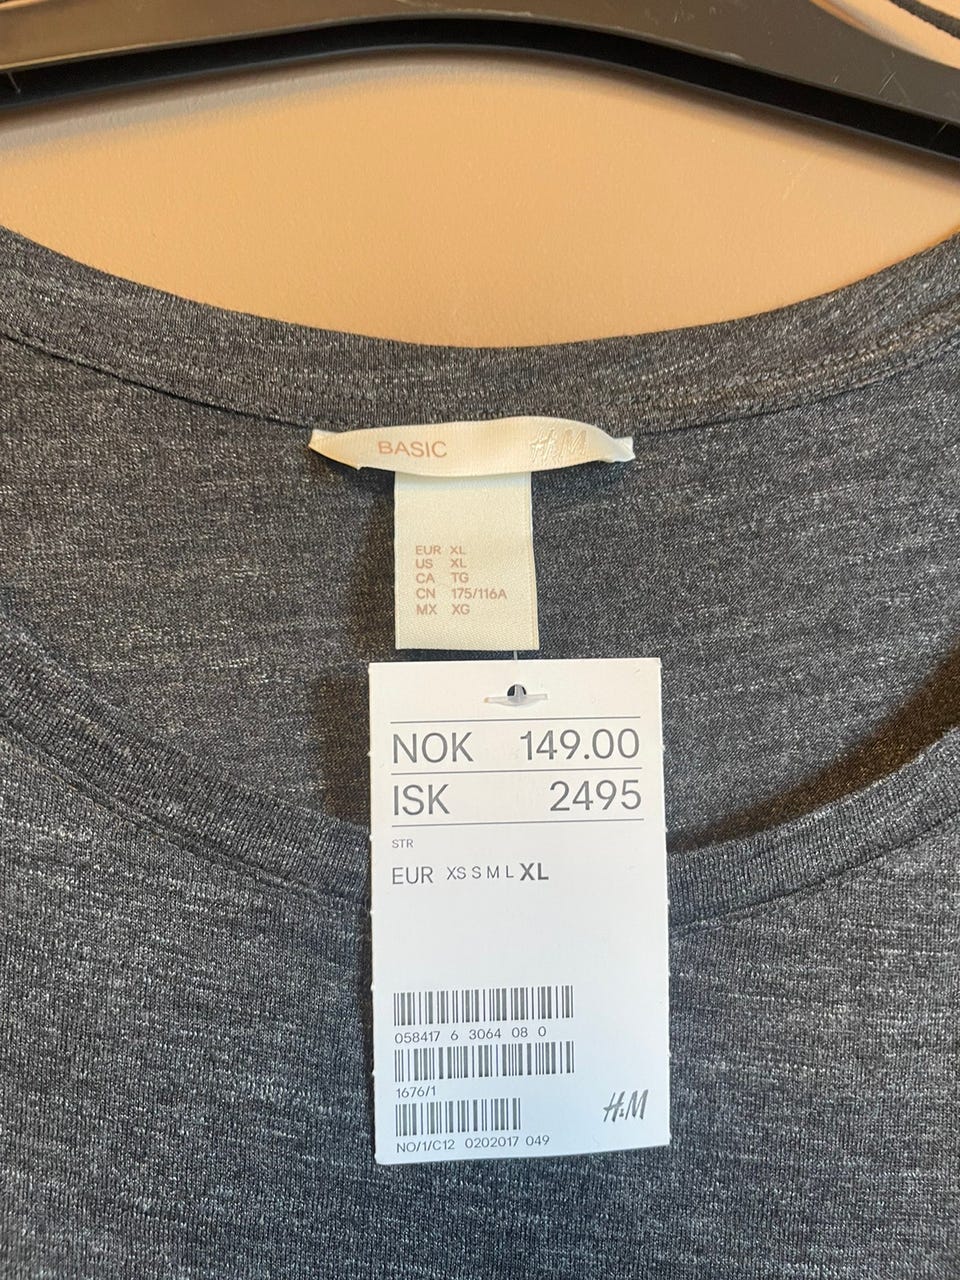 BASIC H&M
EUR XL
US XL
CA TG
CN 175/116A
MX XG
NOK 149.00
ISK 2495
STR
EUR XS S M L XL
058417 6 3064 08 0
1676/1
H&M
NO/1/C12 0202017 049